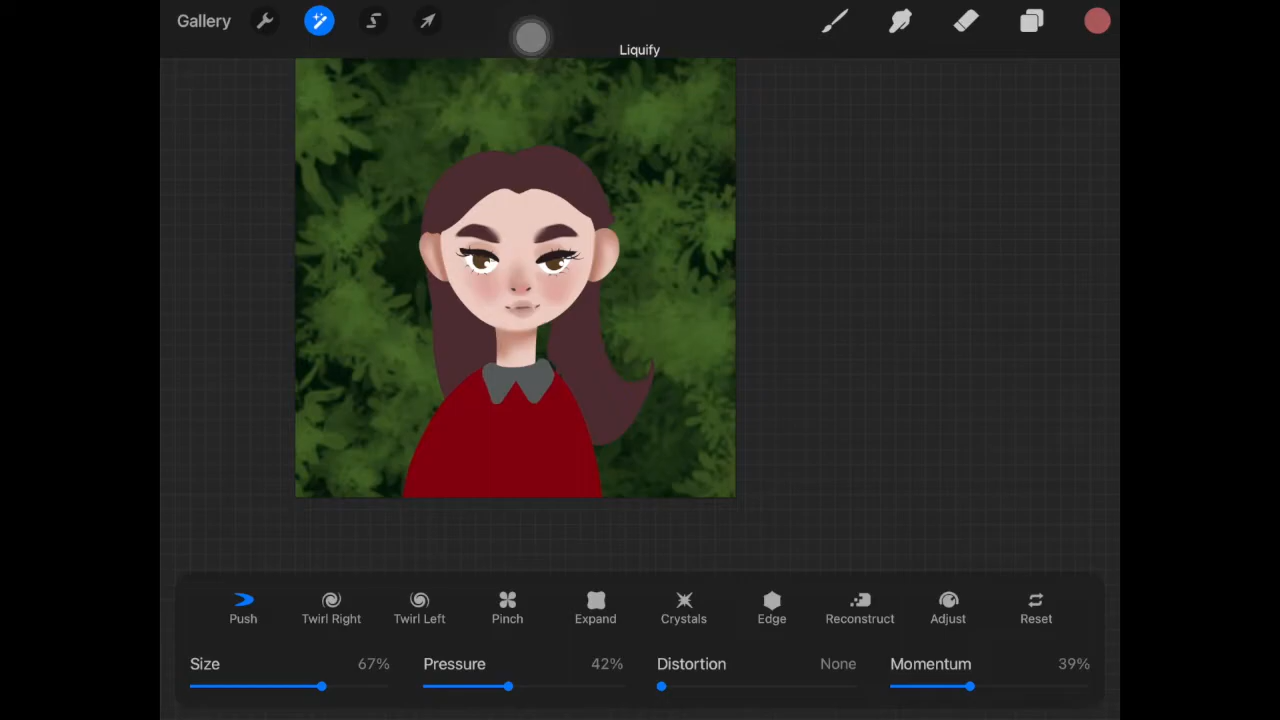 Gallery
Liquify
Push Twirl Right Twirl Left Pinch Expand Crystals Edge Reconstruct Adjust Reset
Size 67% Pressure 42% Distortion None Momentum 39%